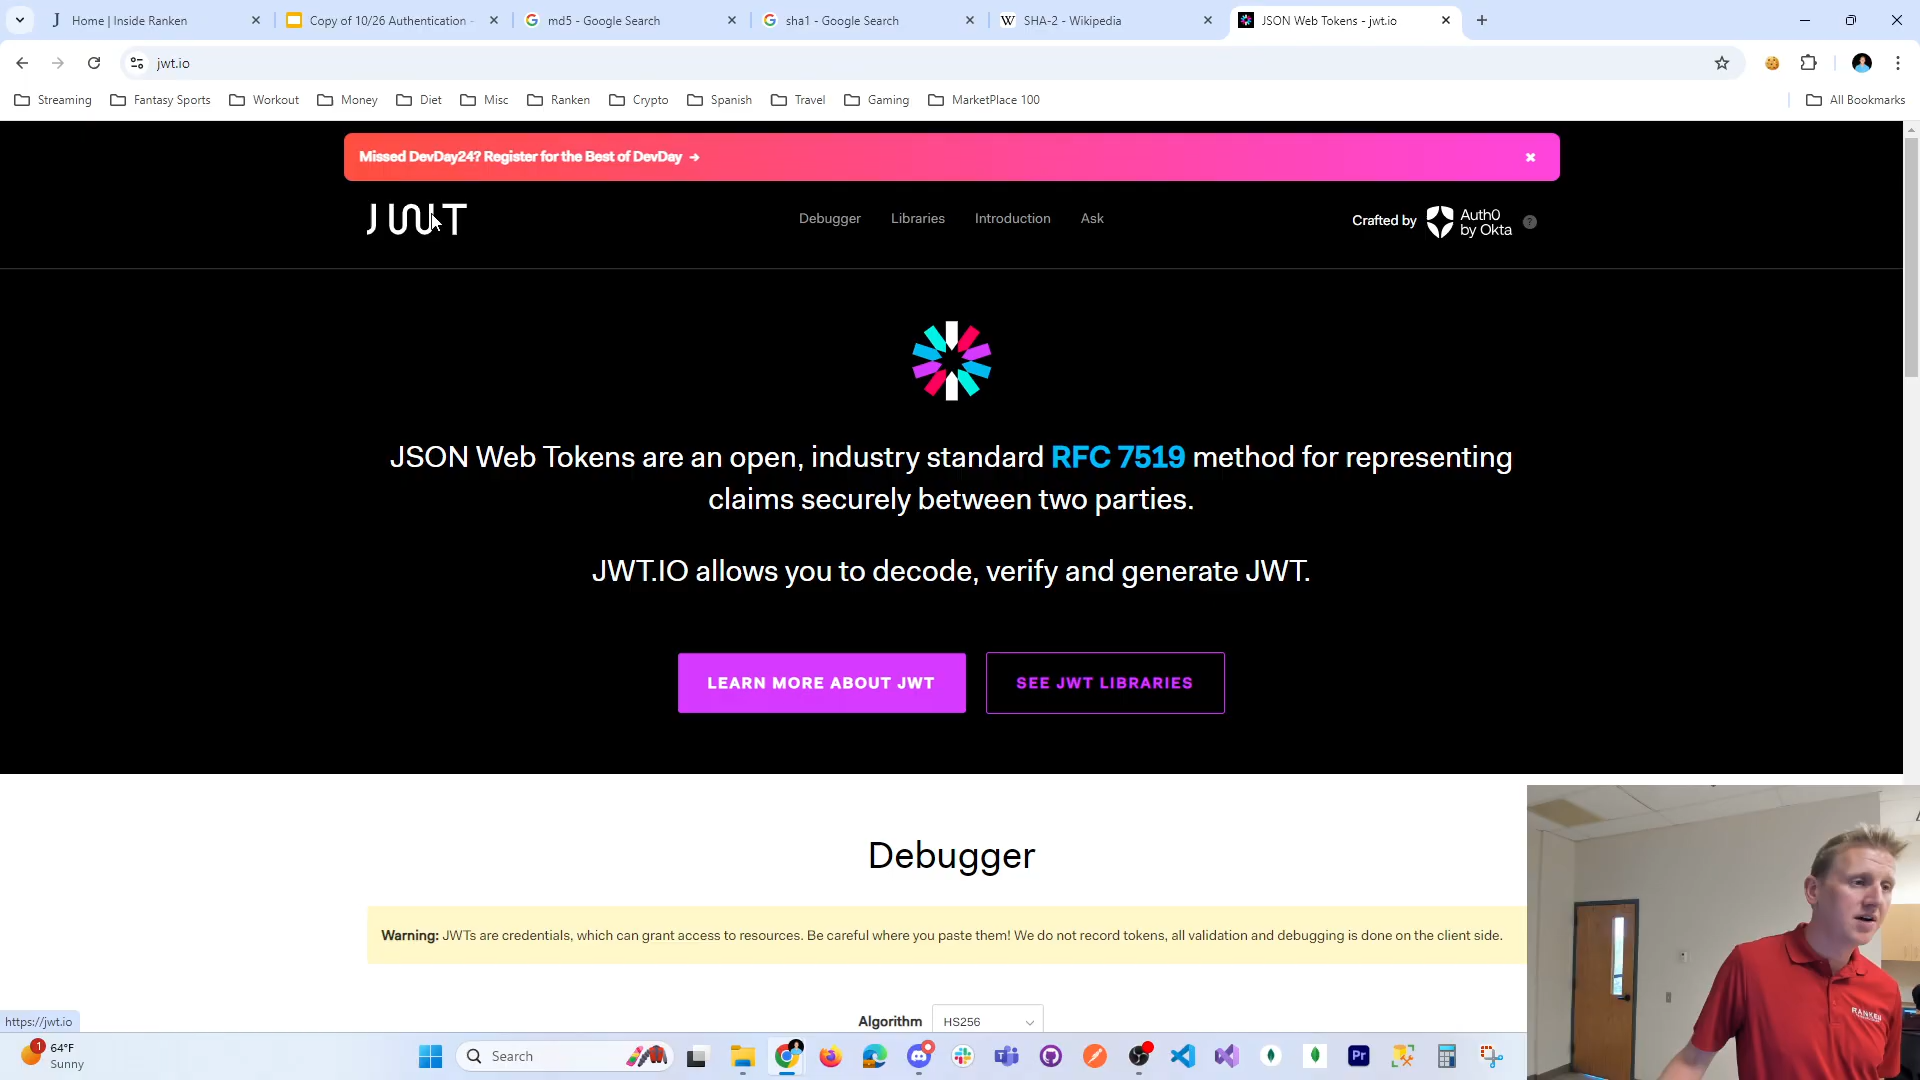 Home | Inside Ranken
Copy of 10/26 Authentication -
md5 - Google Search
sha1 - Google Search
W SHA-2 - Wikipedia
JSON Web Tokens - jwt.io
jwt.io
Streaming
Fantasy Sports
Workout
Money
Diet
Misc
Ranken
Crypto
Spanish
Travel
Gaming
MarketPlace 100
All Bookmarks
Missed DevDay24? Register for the Best of DevDay →
JWT
Debugger
Libraries
Introduction
Ask
Crafted by
Auth0
by Okta
?
JSON Web Tokens are an open, industry standard RFC 7519 method for representing
claims securely between two parties.
JWT.IO allows you to decode, verify and generate JWT.
LEARN MORE ABOUT JWT
SEE JWT LIBRARIES
Debugger
Warning: JWTs are credentials, which can grant access to resources. Be careful where you paste them! We do not record tokens, all validation and debugging is done on the client side.
Algorithm
HS256
https://jwt.io
RANKEN
1
64°F
Sunny
Search
Pr